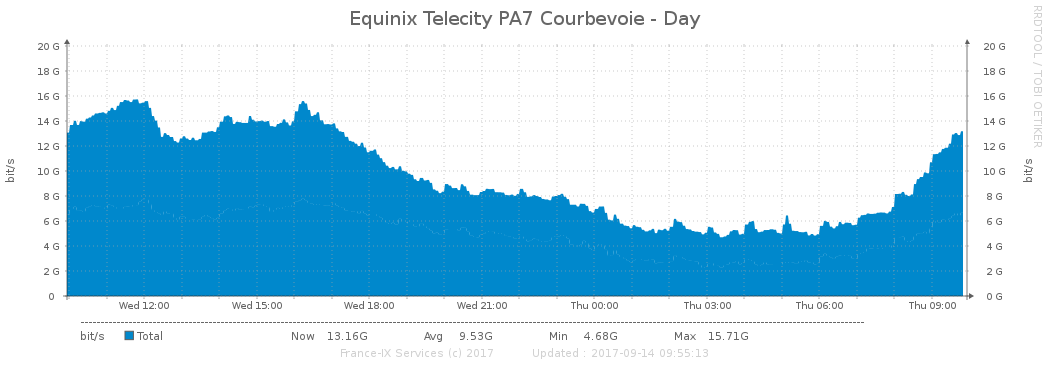 Equinix Telecity PA7 Courbevoie - Day
RRDTOOL / TOBI OETIKER
20 G 20 G
18 G 18 G
16 G 16 G
14 G 14 G
12 G 12 G
10 G 10 G
8 G 8 G
6 G 6 G
4 G 4 G
2 G 2 G
0 0 G
bit/s bit/s
Wed 12:00 Wed 15:00 Wed 18:00 Wed 21:00 Thu 00:00 Thu 03:00 Thu 06:00 Thu 09:00
bit/s Total Now 13.16G Avg 9.53G Min 4.68G Max 15.71G
France-IX Services (c) 2017 Updated : 2017-09-14 09:55:13